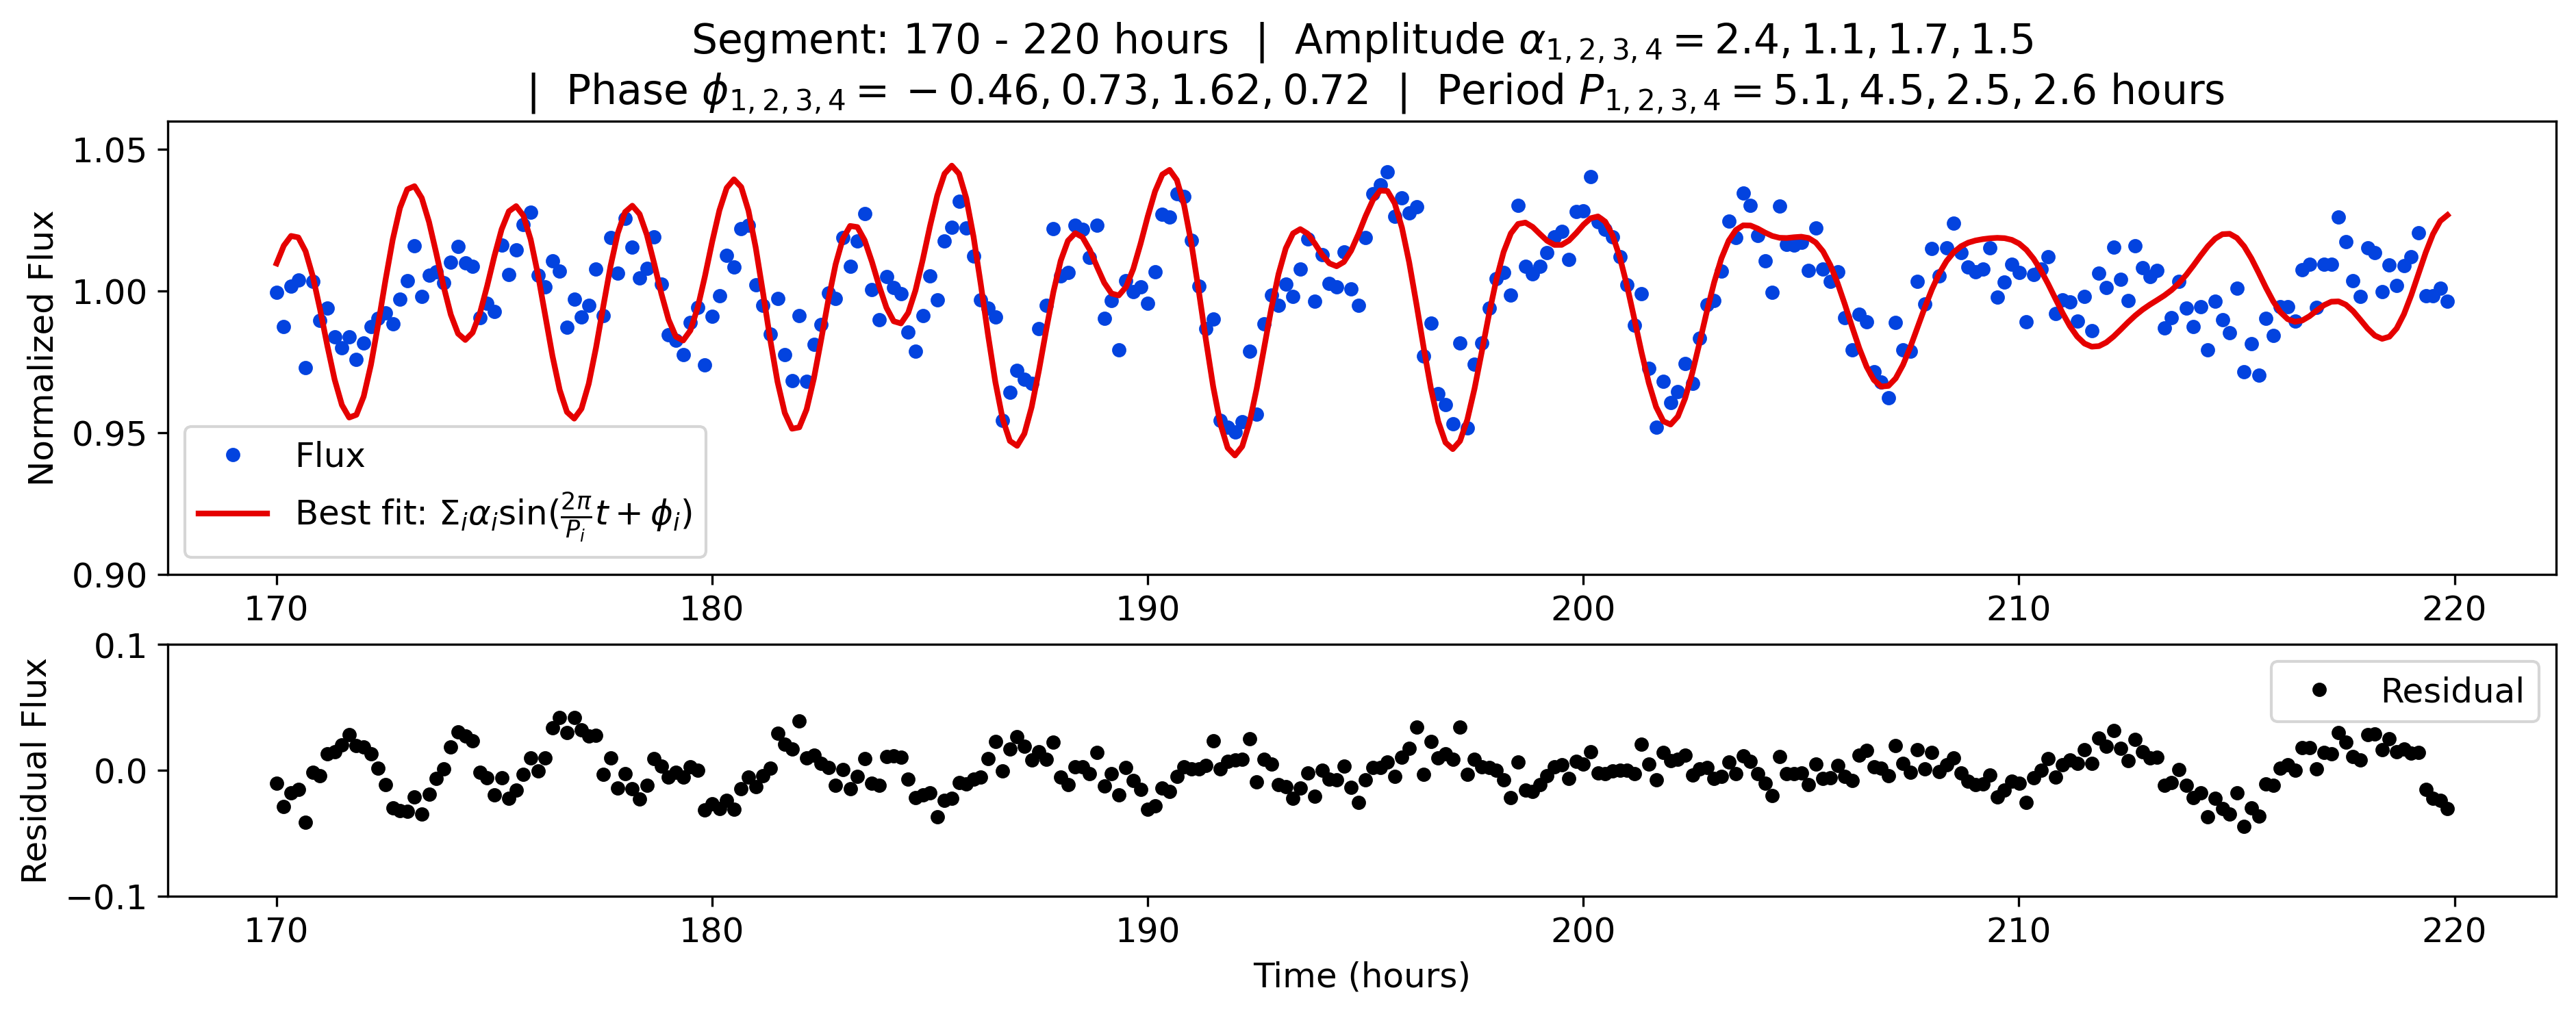 Segment: 170 - 220 hours | Amplitude α₁,₂,₃,₄ = 2.4, 1.1, 1.7, 1.5
| Phase ϕ₁,₂,₃,₄ = −0.46, 0.73, 1.62, 0.72 | Period P₁,₂,₃,₄ = 5.1, 4.5, 2.5, 2.6 hours
Normalized Flux
1.05
1.00
0.95
0.90
Flux
Best fit: Σᵢαᵢsin(2π/Pᵢ t + ϕᵢ)
170 180 190 200 210 220
Residual Flux
0.1
0.0
−0.1
Residual
170 180 190 200 210 220
Time (hours)